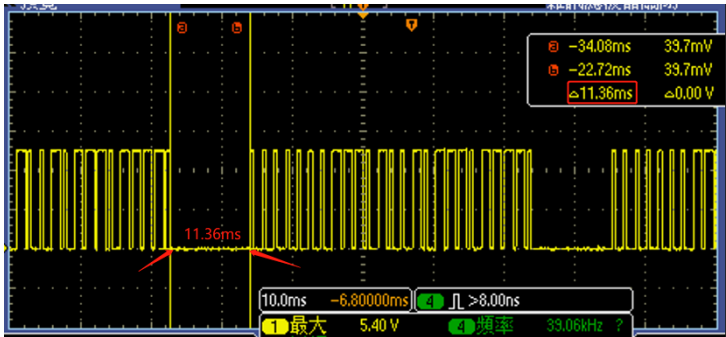 a −34.08ms 39.7mV
b −22.72ms 39.7mV
△11.36ms △0.00 V
a b T
11.36ms
10.0ms −6.80000ms 4 >8.00ns
1 最大 5.40 V 4 頻率 39.06kHz ?